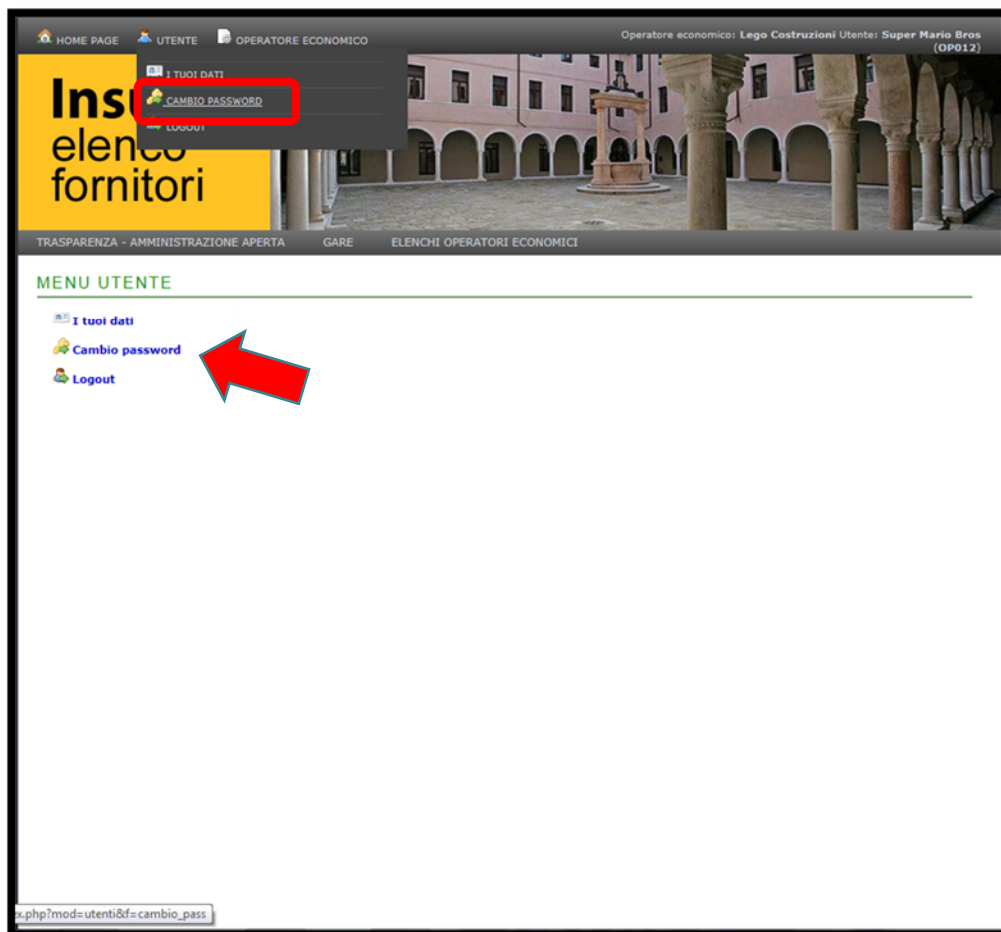 HOME PAGE UTENTE OPERATORE ECONOMICO
Operatore economico: Lego Costruzioni Utente: Super Mario Bros
(OP012)
I TUOI DATI
CAMBIO PASSWORD
LOGOUT
elenco
fornitori
TRASPARENZA - AMMINISTRAZIONE APERTA GARE ELENCHI OPERATORI ECONOMICI
MENU UTENTE
I tuoi dati
Cambio password
Logout
x.php?mod=utenti&f=cambio_pass